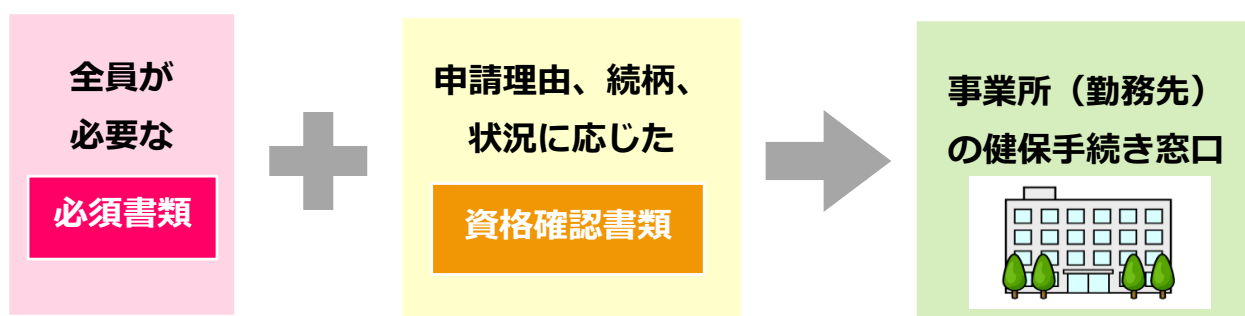 全員が
必要な
必須書類
申請理由、続柄、
状況に応じた
資格確認書類
事業所（勤務先）
の健保手続き窓口